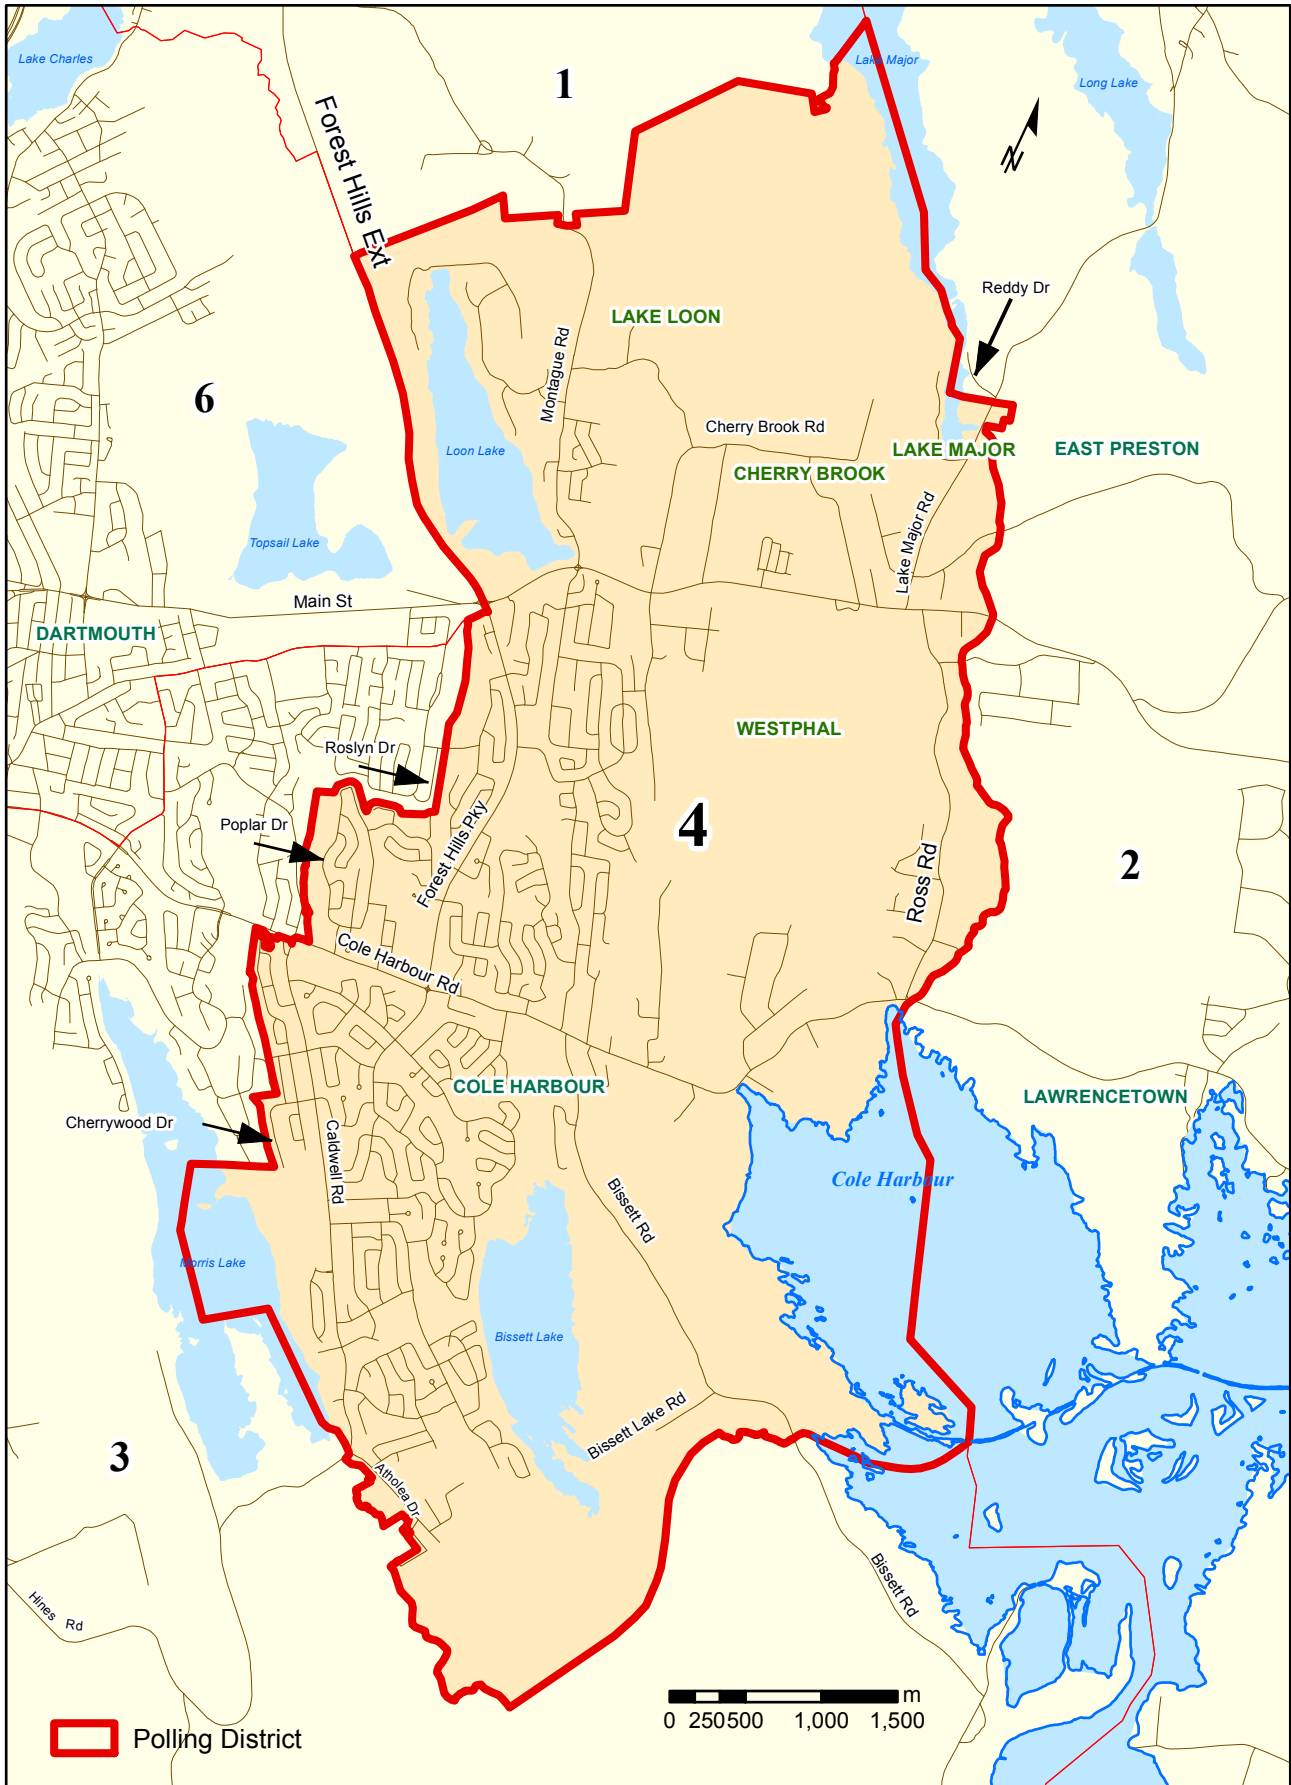 Lake Charles
1
Lake Major
Long Lake
N
Forest Hills Ext
Reddy Dr
LAKE LOON
Montague Rd
6
Cherry Brook Rd
Loon Lake
LAKE MAJOR
EAST PRESTON
CHERRY BROOK
Lake Major Rd
Topsail Lake
Main St
DARTMOUTH
WESTPHAL
Roslyn Dr
Poplar Dr
Forest Hills Pky
4
2
Ross Rd
Cole Harbour Rd
COLE HARBOUR
LAWRENCETOWN
Cherrywood Dr
Caldwell Rd
Cole Harbour
Bissett Rd
Morris Lake
Bissett Lake
Bissett Lake Rd
3
Atholea Dr
Bissett Rd
Hines Rd
m
0 250 500 1,000 1,500
Polling District